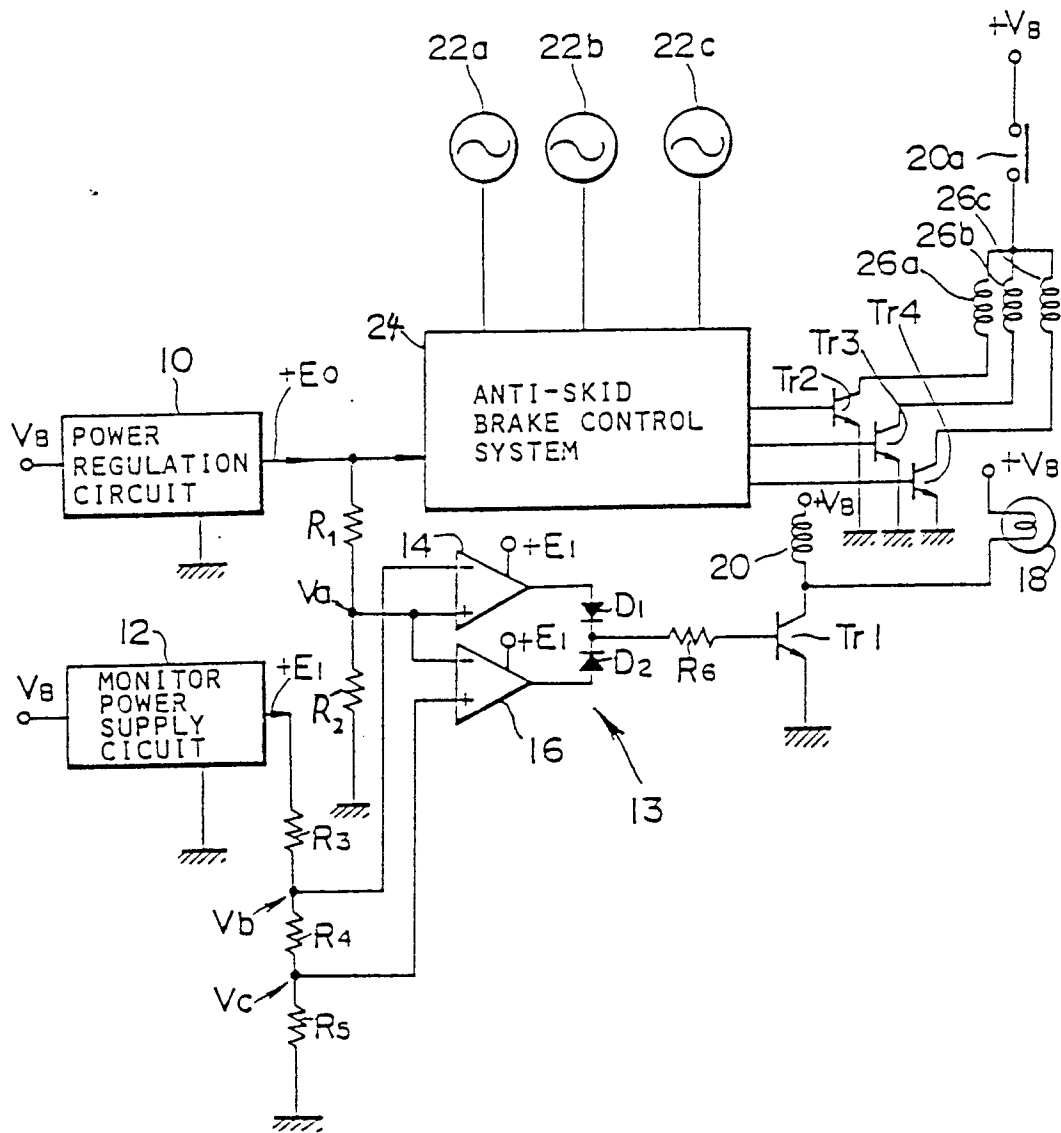 22a
22b
22c
+VB
20a
26c
26b
26a
Tr4
Tr3
Tr2
24
ANTI-SKID
BRAKE CONTROL
SYSTEM
10
+E0
VB
POWER
REGULATION
CIRCUIT
R1
14
+E1
+VB
+VB
20
18
Va
D1
+E1
D2
R6
Tr1
12
+E1
VB
MONITOR
POWER
SUPPLY
CICUIT
R2
16
13
R3
Vb
R4
Vc
R5